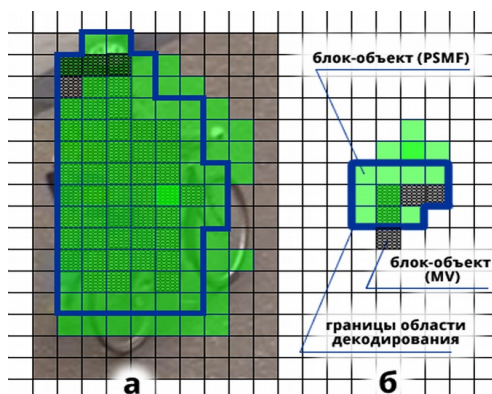 блок-объект (PSMF)
блок-объект
(MV)
границы области
декодирования
а
б